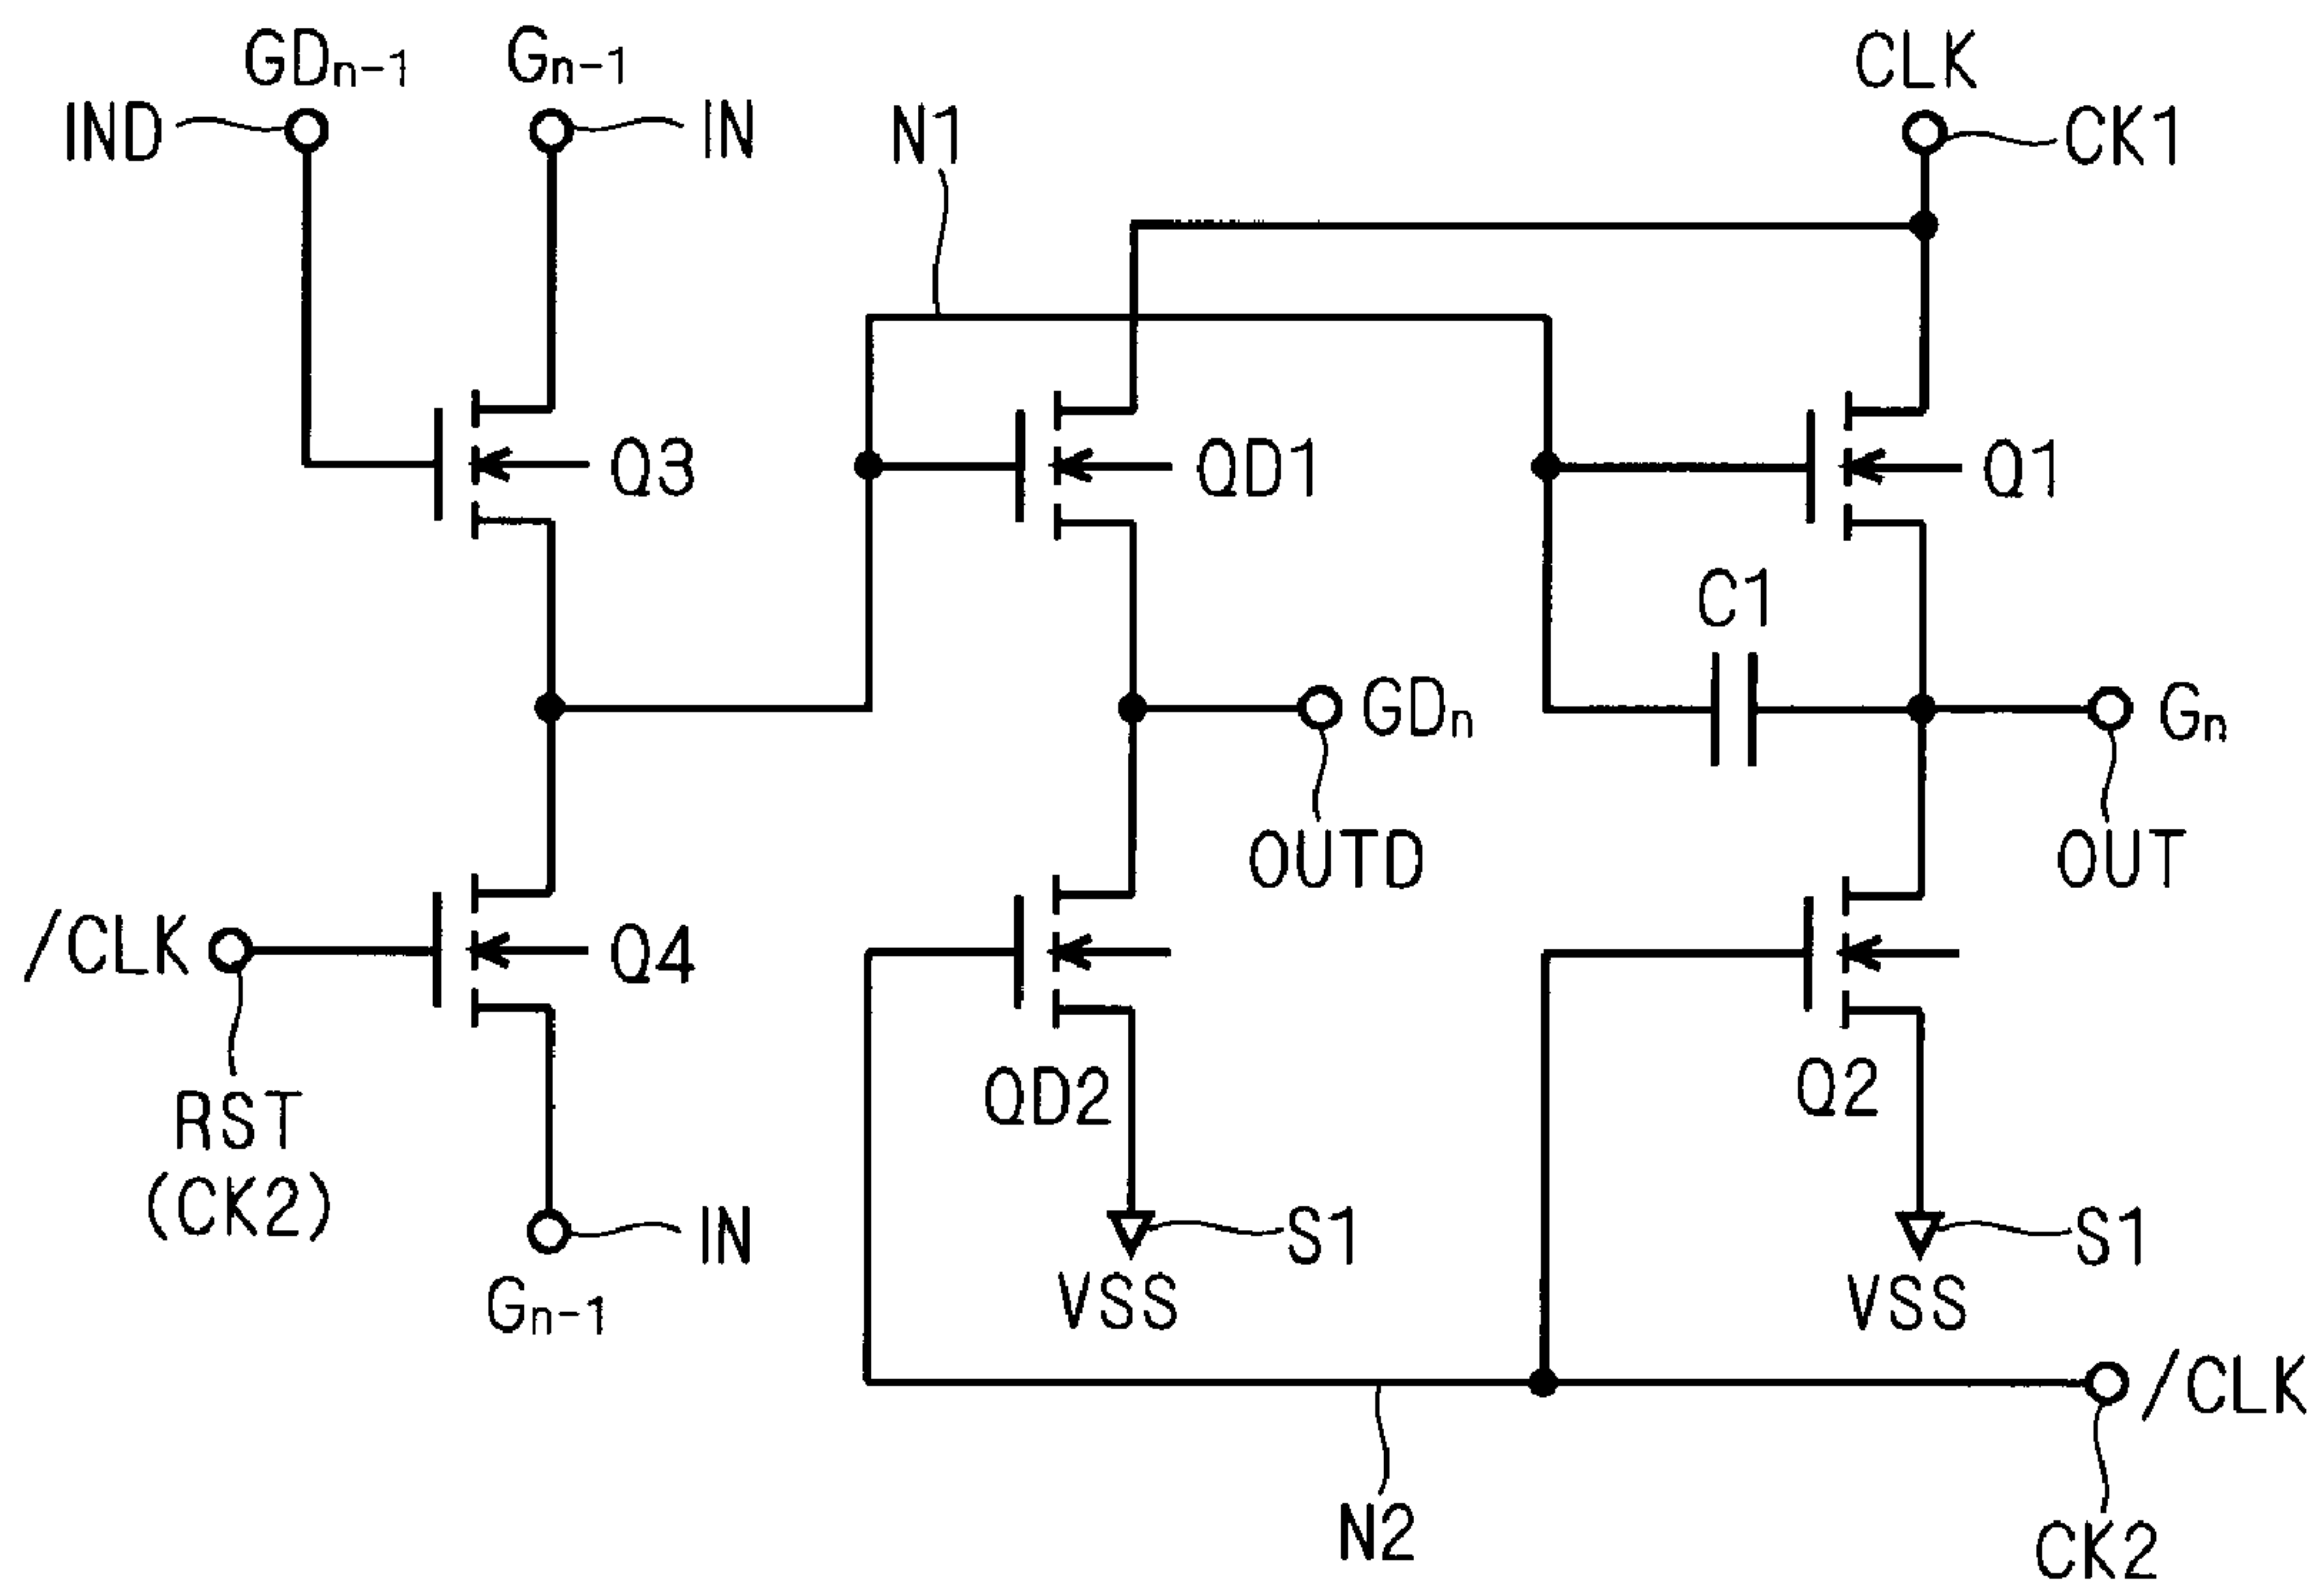 GDn-1
Gn-1
CLK
IND
IN
N1
CK1
Q3
QD1
Q1
C1
GDn
Gn
OUTD
OUT
/CLK
Q4
RST
(CK2)
QD2
Q2
IN
S1
S1
Gn-1
VSS
VSS
/CLK
N2
CK2